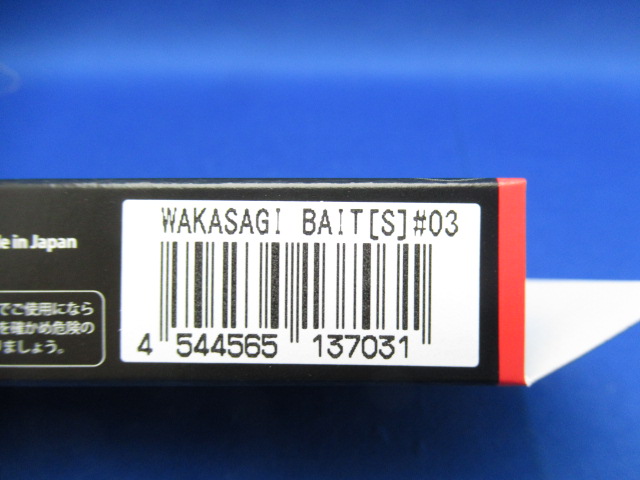 WAKASAGI BAIT[S]#03
in Japan
でご使用になら
を確かめ危険の
りましょう。
4 544565 137031